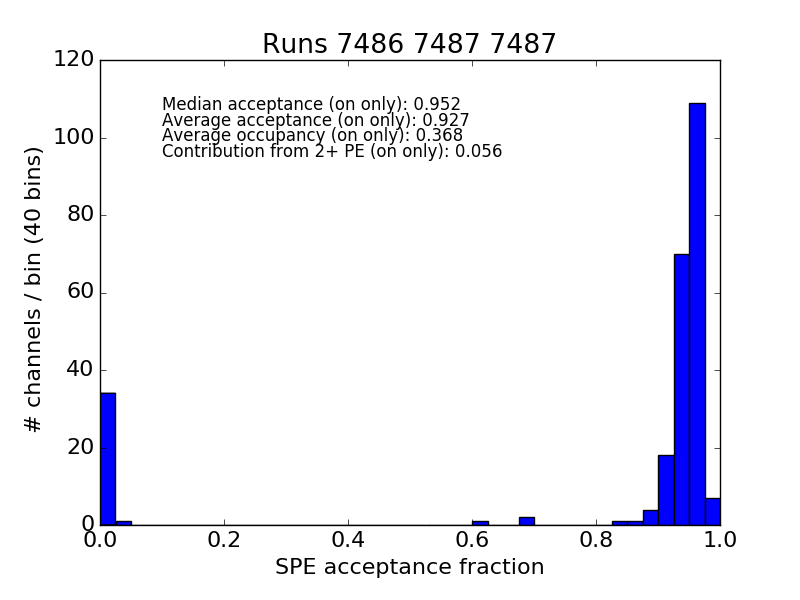 Runs 7486 7487 7487
120
Median acceptance (on only): 0.952
Average acceptance (on only): 0.927
Average occupancy (on only): 0.368
Contribution from 2+ PE (on only): 0.056
100
80
60
40
20
0
# channels / bin (40 bins)
0.0 0.2 0.4 0.6 0.8 1.0
SPE acceptance fraction